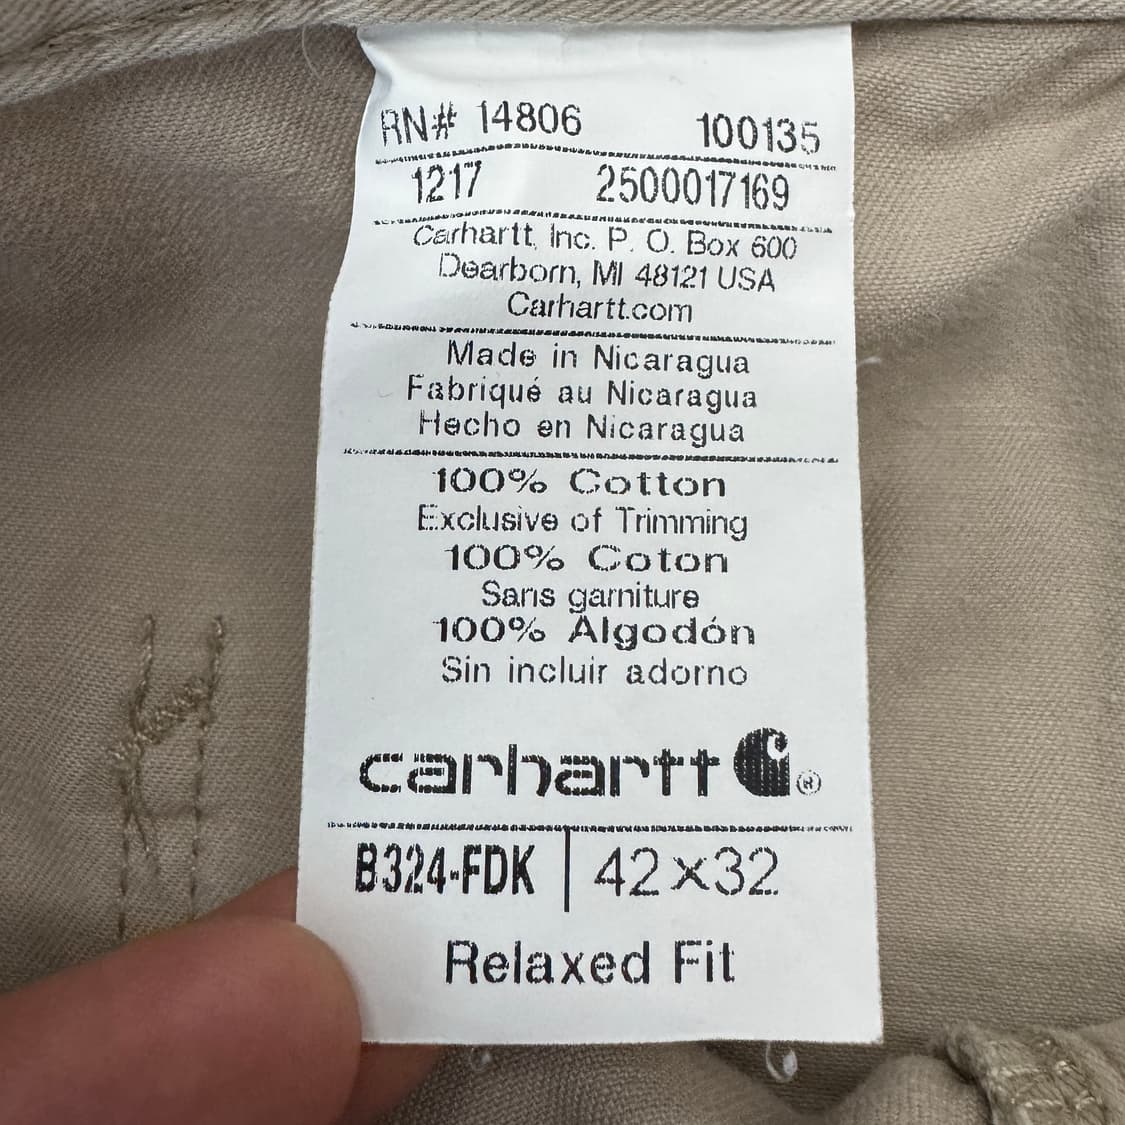 RN# 14806 100135
1217 2500017169
Carhartt, Inc. P. O. Box 600
Dearborn, MI 48121 USA
Carhartt.com
Made in Nicaragua
Fabriqué au Nicaragua
Hecho en Nicaragua
100% Cotton
Exclusive of Trimming
100% Coton
Sans garniture
100% Algodón
Sin incluir adorno
carhartt ®
B324-FDK | 42x32
Relaxed Fit